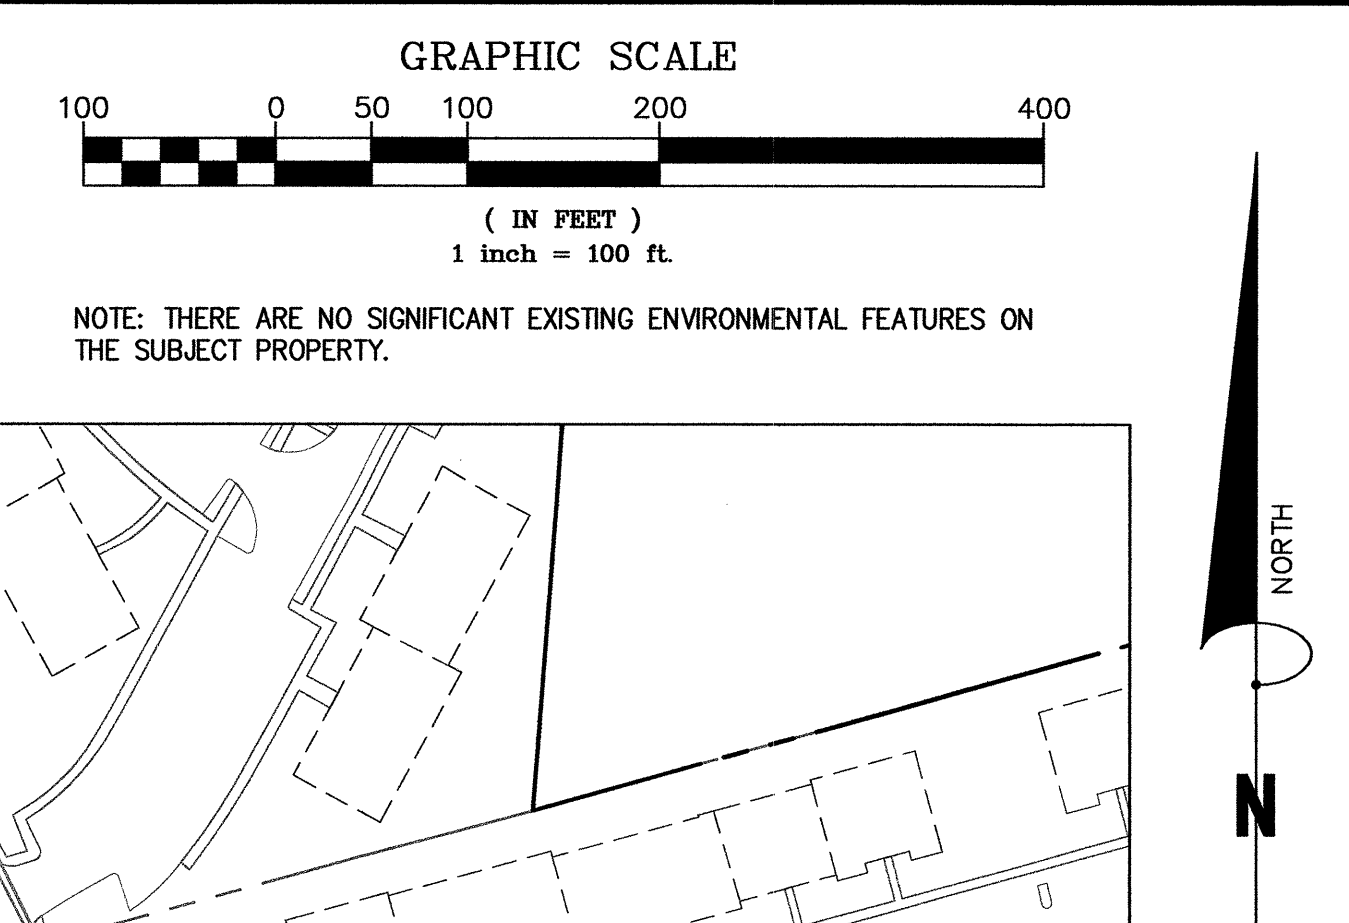 GRAPHIC SCALE
100 0 50 100 200 400
( IN FEET )
1 inch = 100 ft.
NOTE: THERE ARE NO SIGNIFICANT EXISTING ENVIRONMENTAL FEATURES ON
THE SUBJECT PROPERTY.
NORTH
N